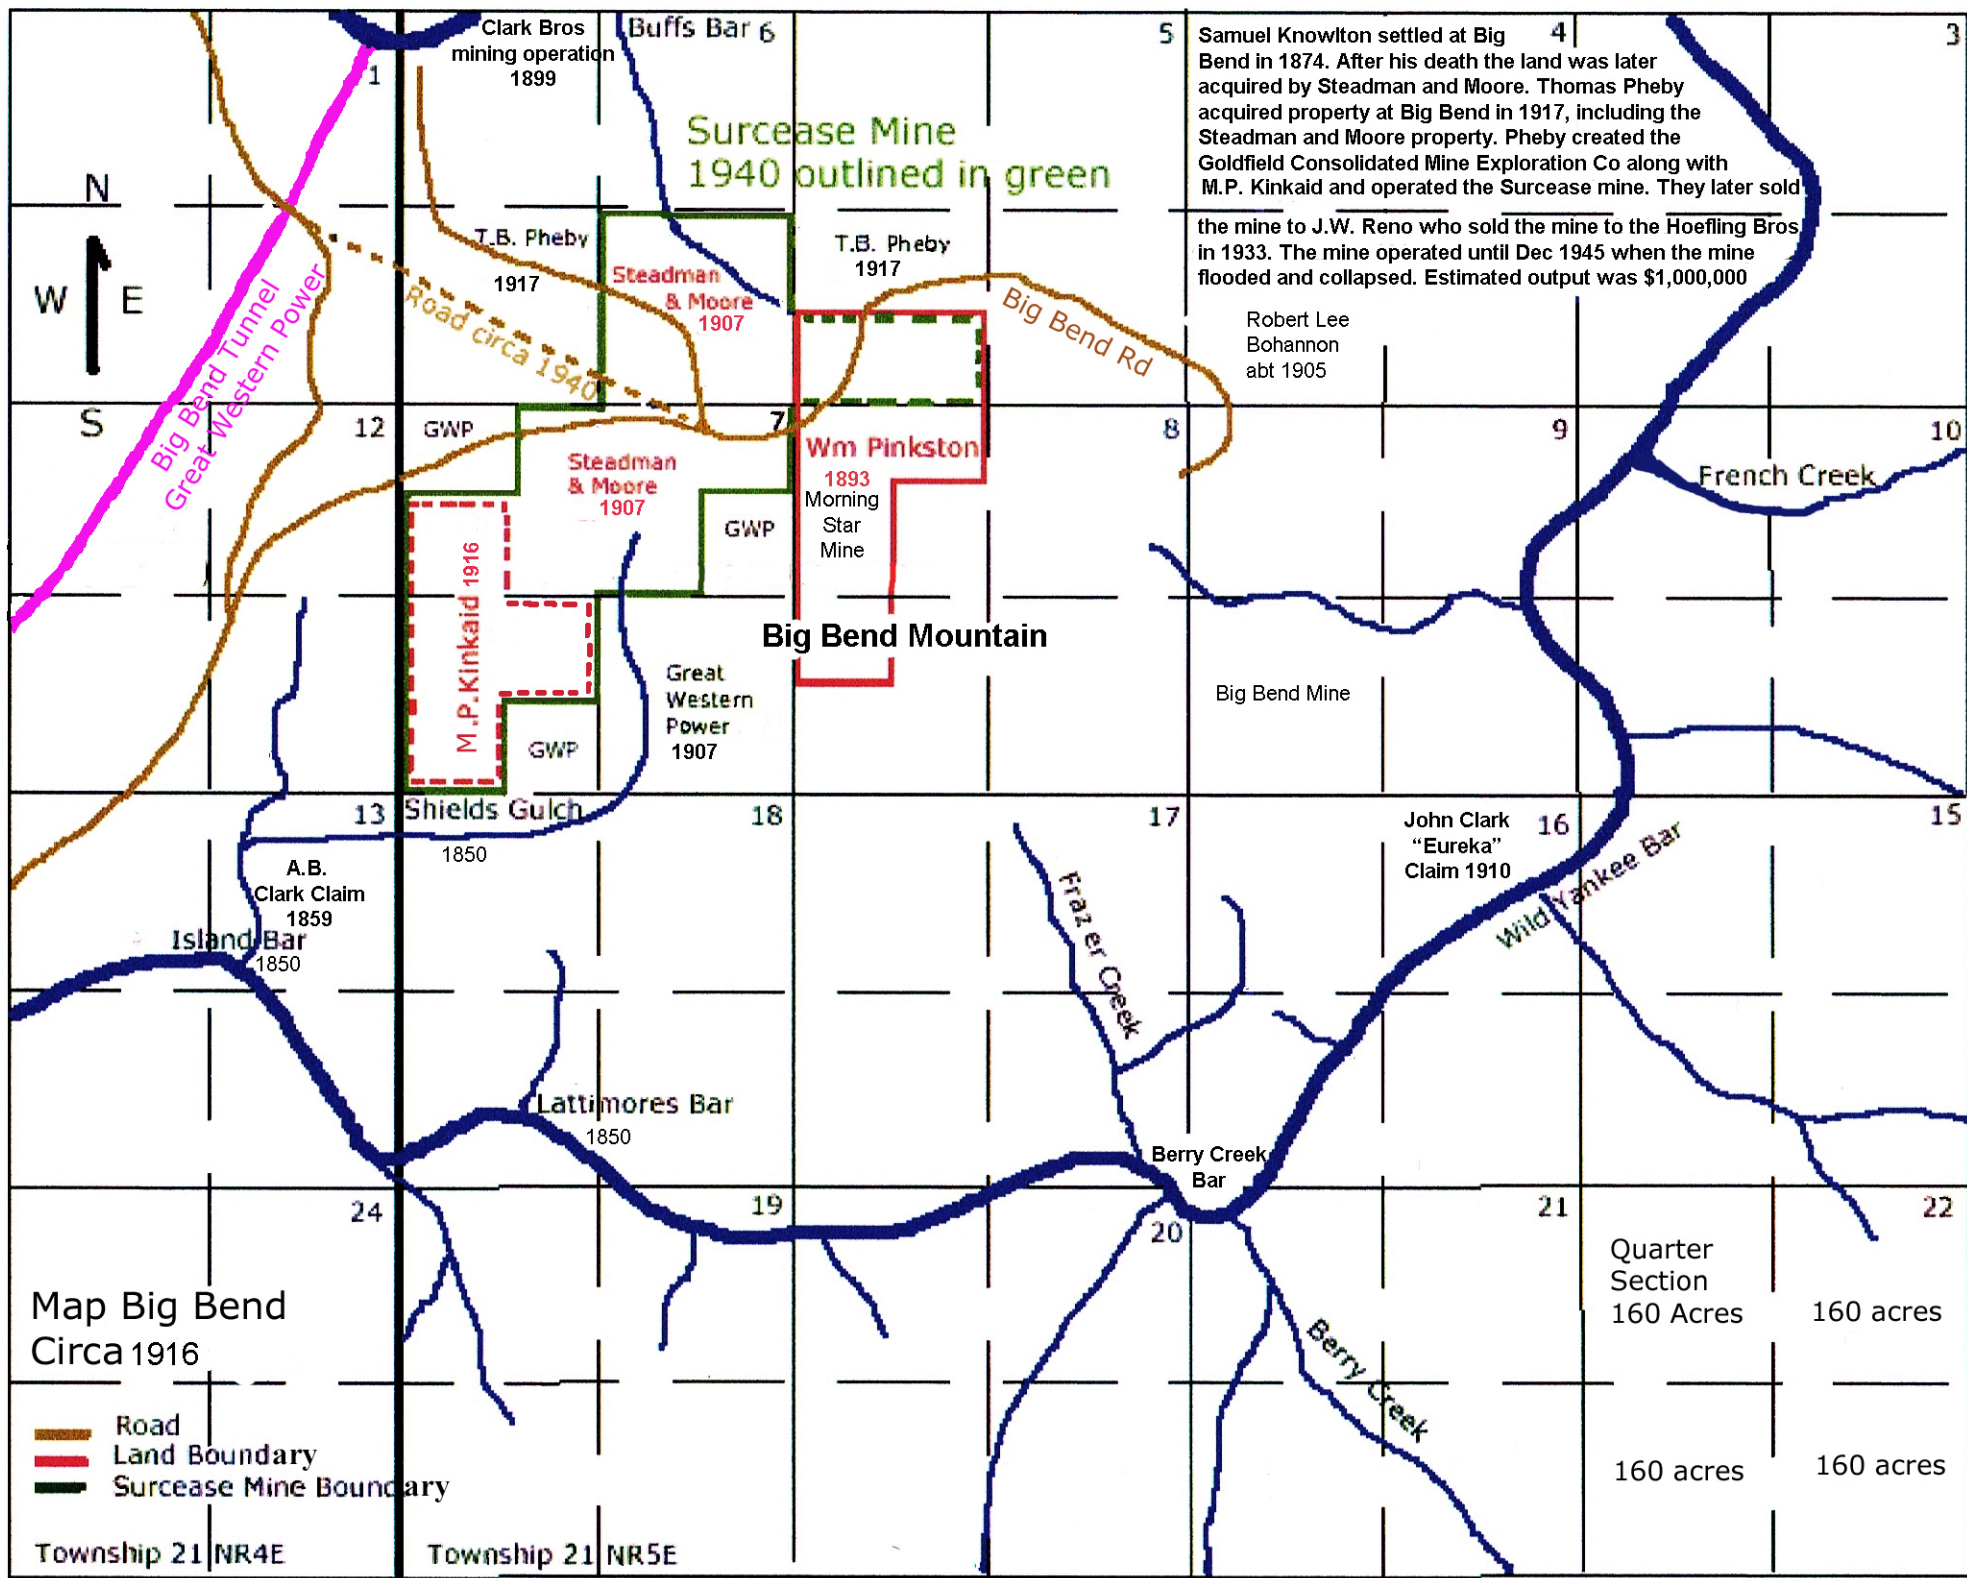 Clark Bros
mining operation
1899
Buffs Bar
6
5
4
3
1
Samuel Knowlton settled at Big
Bend in 1874. After his death the land was later
acquired by Steadman and Moore. Thomas Pheby
acquired property at Big Bend in 1917, including the
Steadman and Moore property. Pheby created the
Goldfield Consolidated Mine Exploration Co along with
M.P. Kinkaid and operated the Surcease mine. They later sold
the mine to J.W. Reno who sold the mine to the Hoefling Bros
in 1933. The mine operated until Dec 1945 when the mine
flooded and collapsed. Estimated output was $1,000,000
Surcease Mine
1940 outlined in green
N
W
E
S
T.B. Pheby
1917
Steadman
& Moore
1907
T.B. Pheby
1917
Big Bend Rd
Road circa 1940
Big Bend Tunnel
Great Western Power
Robert Lee
Bohannon
abt 1905
12
GWP
7
8
9
10
Steadman
& Moore
1907
Wm Pinkston
1893
Morning
Star
Mine
GWP
French Creek
M.P.Kinkaid 1916
Big Bend Mountain
Great
Western
Power
1907
GWP
Big Bend Mine
13
Shields Gulch
1850
18
17
16
15
John Clark
“Eureka”
Claim 1910
Wild Yankee Bar
A.B.
Clark Claim
1859
Island Bar
1850
Frazer Creek
Lattimores Bar
1850
Berry Creek
Bar
24
19
20
21
22
Quarter
Section
160 Acres
160 acres
160 acres
160 acres
Berry Creek
Map Big Bend
Circa 1916
Road
Land Boundary
Surcease Mine Boundary
Township 21 NR4E
Township 21 NR5E